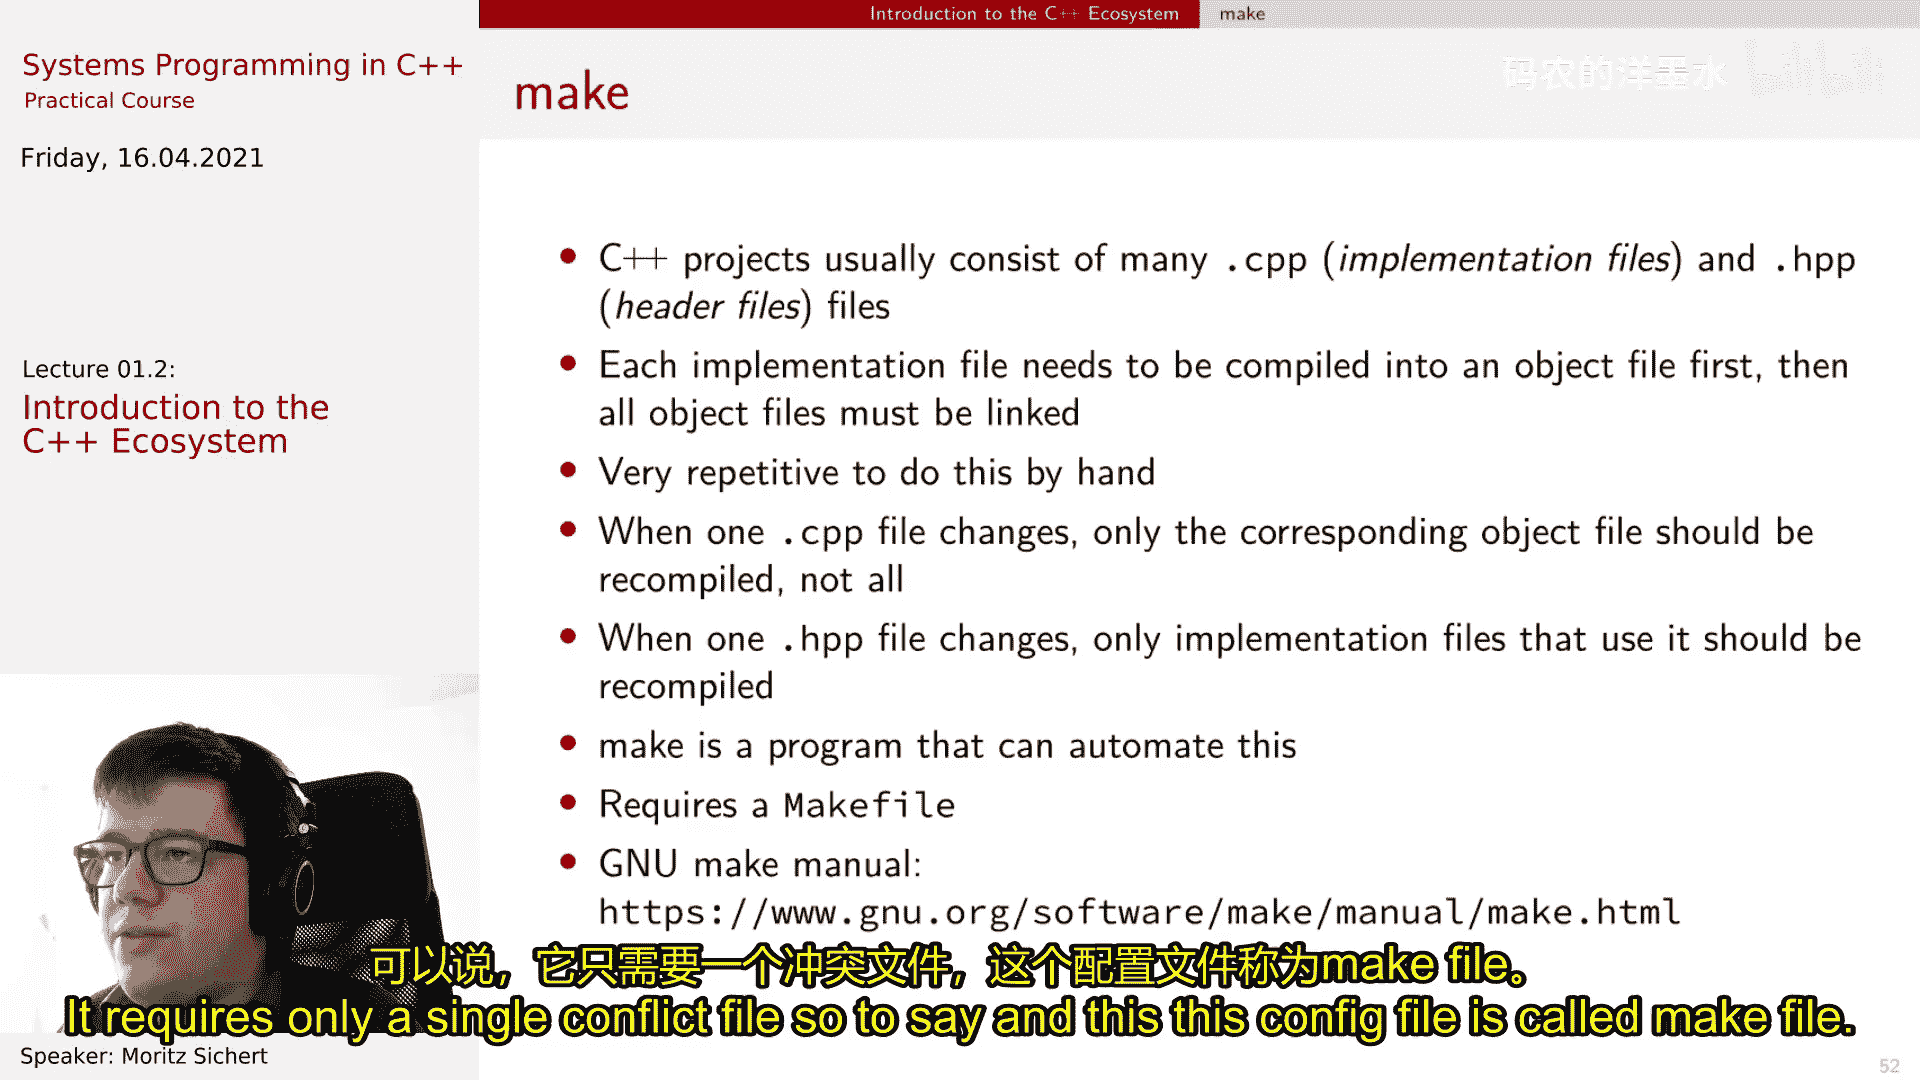 Introduction to the C++ Ecosystem make
Systems Programming in C++
Practical Course
Friday, 16.04.2021
Lecture 01.2:
Introduction to the
C++ Ecosystem
make
码农的洋墨水
• C++ projects usually consist of many .cpp (implementation files) and .hpp
(header files) files
• Each implementation file needs to be compiled into an object file first, then
all object files must be linked
• Very repetitive to do this by hand
• When one .cpp file changes, only the corresponding object file should be
recompiled, not all
• When one .hpp file changes, only implementation files that use it should be
recompiled
• make is a program that can automate this
• Requires a Makefile
• GNU make manual:
https://www.gnu.org/software/make/manual/make.html
可以说，它只需要一个冲突文件，这个配置文件称为make file。
It requires only a single conflict file so to say and this this config file is called make file.
Speaker: Moritz Sichert
52